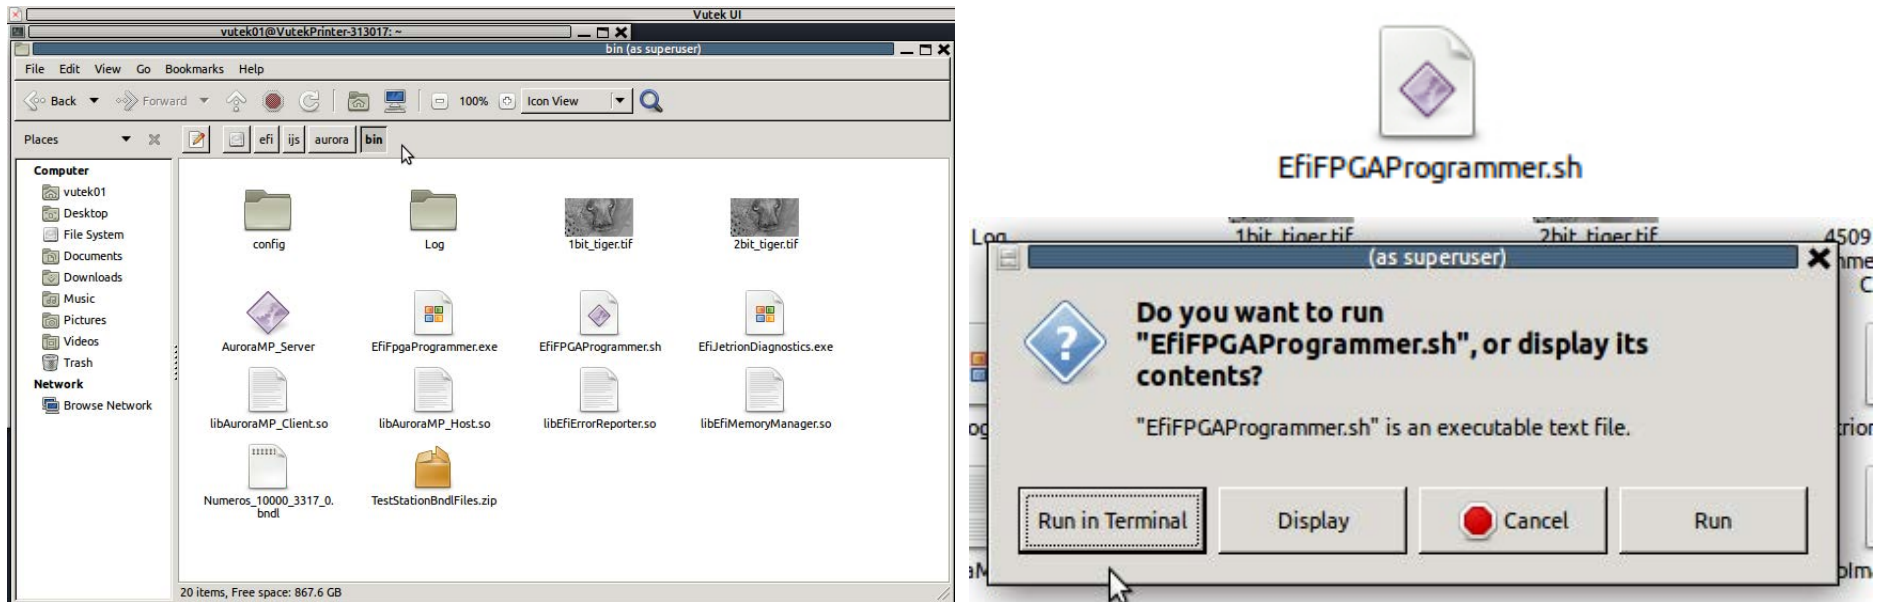 Vutek UI
vutek01@VutekPrinter-313017: ~
bin (as superuser)
File Edit View Go Bookmarks Help
Back Forward 100% Icon View
Places efi ijs aurora bin
Computer
vutek01
Desktop
File System
Documents
Downloads
Music
Pictures
Videos
Trash
Network
Browse Network
config Log 1bit_tiger.tif 2bit_tiger.tif
AuroraMP_Server EfiFpgaProgrammer.exe EfiFPGAProgrammer.sh EfiJetrionDiagnostics.exe
libAuroraMP_Client.so libAuroraMP_Host.so libEfiErrorReporter.so libEfiMemoryManager.so
Numeros_10000_3317_0. TestStationBndlFiles.zip
bndl
20 items, Free space: 867.6 GB
EfiFPGAProgrammer.sh
Log 1bit_tiger.tif 2bit_tiger.tif 4509
(as superuser)
Do you want to run
"EfiFPGAProgrammer.sh", or display its
contents?
"EfiFPGAProgrammer.sh" is an executable text file.
Run in Terminal Display Cancel Run